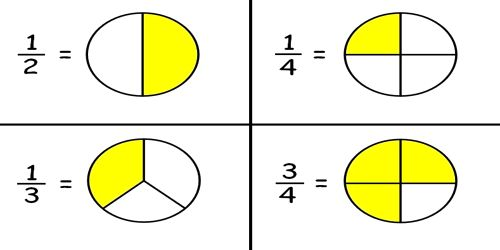 1/2 =
1/4 =
1/3 =
3/4 =